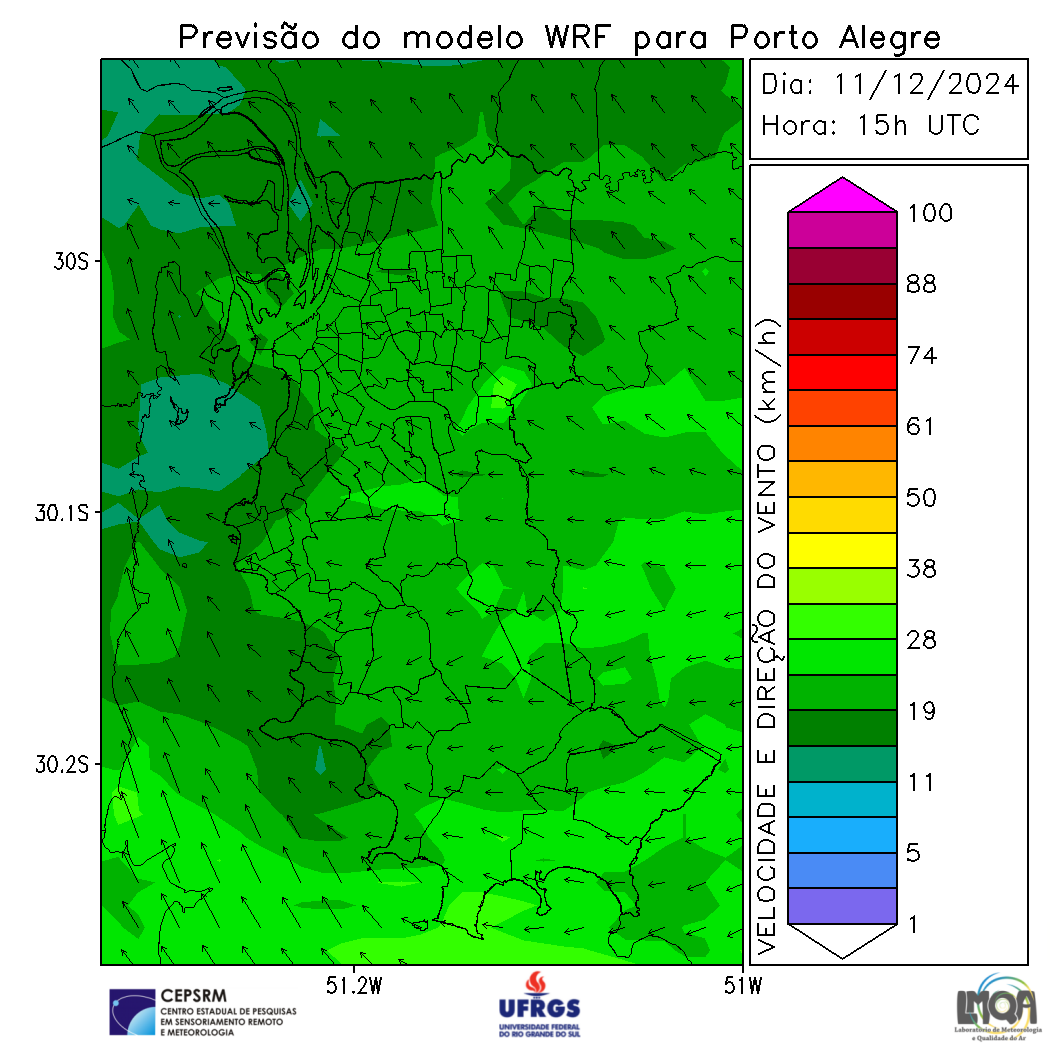 Previsão do modelo WRF para Porto Alegre
Dia: 11/12/2024
Hora: 15h UTC
30S
30.1S
30.2S
51.2W
51W
VELOCIDADE E DIREÇÃO DO VENTO (km/h)
100
88
74
61
50
38
28
19
11
5
1
CEPSRM
CENTRO ESTADUAL DE PESQUISAS
EM SENSORIAMENTO REMOTO
E METEOROLOGIA
UFRGS
UNIVERSIDADE FEDERAL
DO RIO GRANDE DO SUL
LMQA
Laboratório de Meteorologia
e Qualidade do Ar